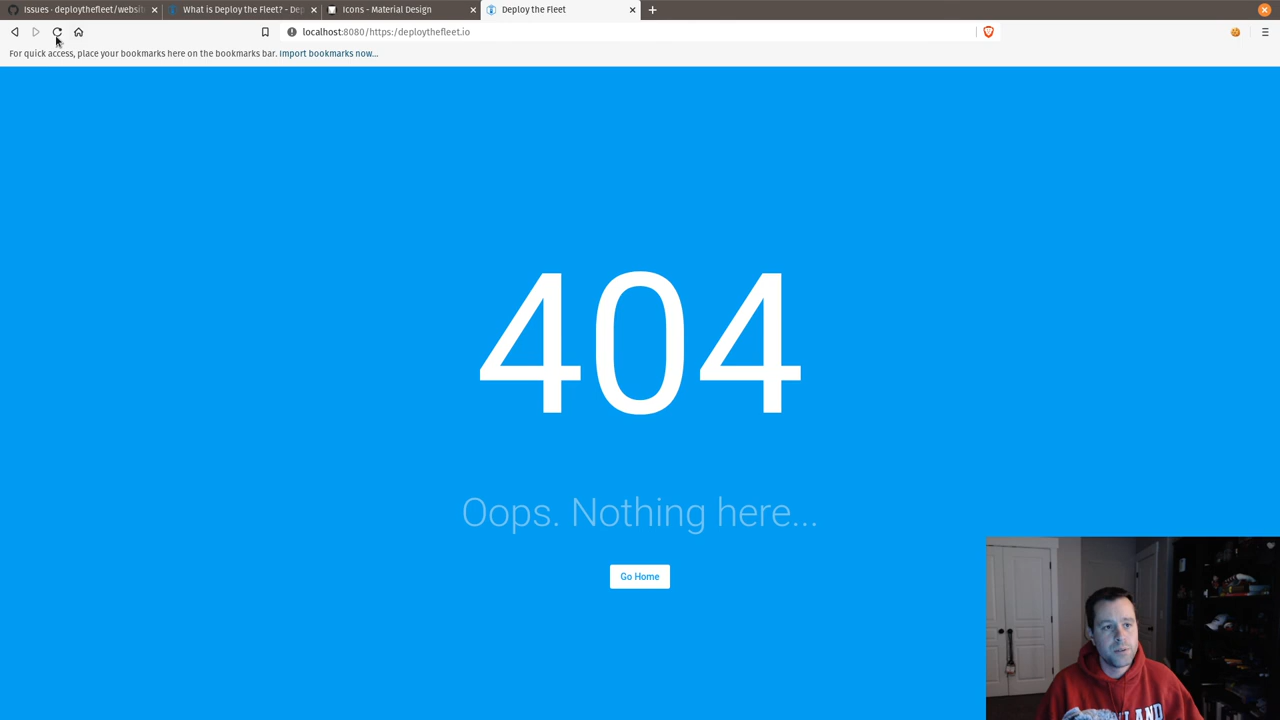 Issues · deploythefleet/websit
What is Deploy the Fleet? - Dep
Icons - Material Design
Deploy the Fleet
localhost:8080/https:/deploythefleet.io
For quick access, place your bookmarks here on the bookmarks bar. Import bookmarks now...
404
Oops. Nothing here...
Go Home